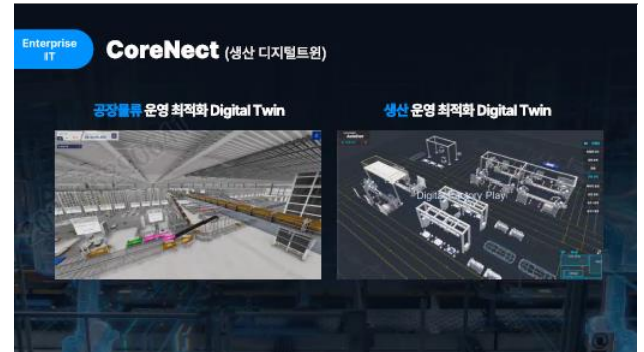 Enterprise
IT
CoreNect (생산 디지털트윈)
공장물류 운영 최적화 Digital Twin
생산 운영 최적화 Digital Twin
Digital Factory Play